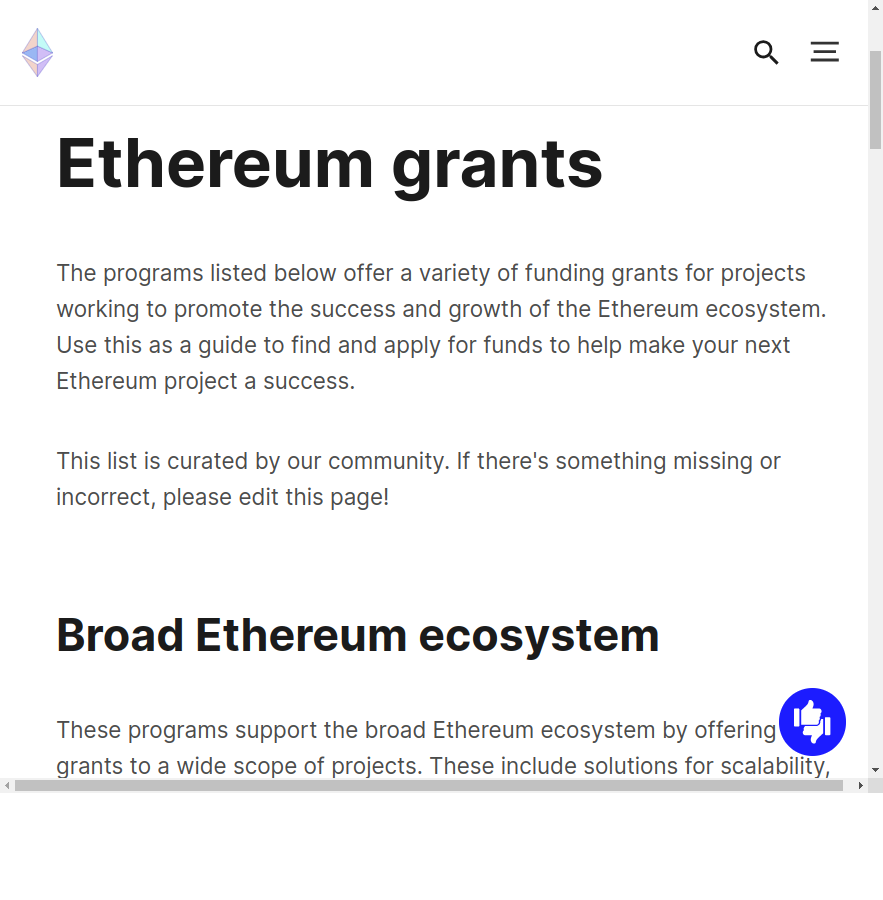 Ethereum grants
The programs listed below offer a variety of funding grants for projects
working to promote the success and growth of the Ethereum ecosystem.
Use this as a guide to find and apply for funds to help make your next
Ethereum project a success.
This list is curated by our community. If there's something missing or
incorrect, please edit this page!
Broad Ethereum ecosystem
These programs support the broad Ethereum ecosystem by offering
grants to a wide scope of projects. These include solutions for scalability,